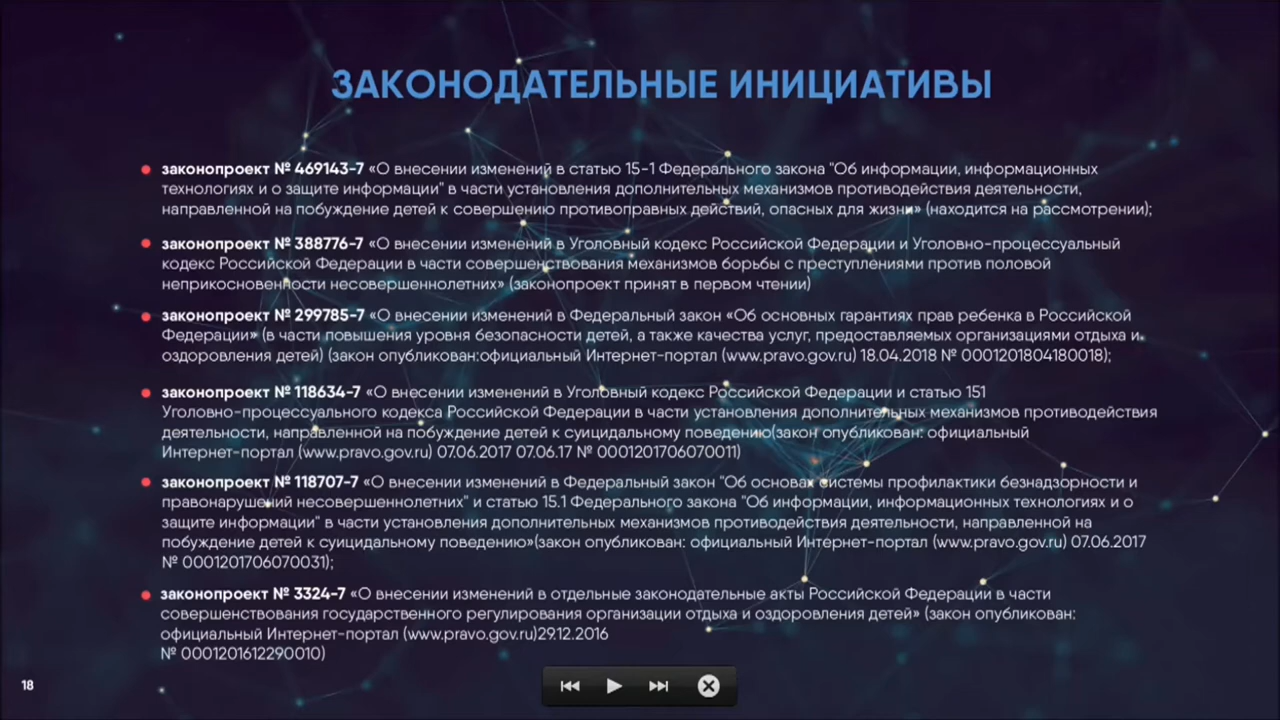 ЗАКОНОДАТЕЛЬНЫЕ ИНИЦИАТИВЫ
законопроект № 469143-7 «О внесении изменений в статью 15-1 Федерального закона "Об информации, информационных
технологиях и о защите информации" в части установления дополнительных механизмов противодействия деятельности,
направленной на побуждение детей к совершению противоправных действий, опасных для жизни» (находится на рассмотрении);
законопроект № 388776-7 «О внесении изменений в Уголовный кодекс Российской Федерации и Уголовно-процессуальный
кодекс Российской Федерации в части совершенствования механизмов борьбы с преступлениями против половой
неприкосновенности несовершеннолетних» (законопроект принят в первом чтении)
законопроект № 299785-7 «О внесении изменений в Федеральный закон «Об основных гарантиях прав ребенка в Российской
Федерации» (в части повышения уровня безопасности детей, а также качества услуг, предоставляемых организациями отдыха и
оздоровления детей) (закон опубликован:официальный Интернет-портал (www.pravo.gov.ru) 18.04.2018 № 0001201804180018);
законопроект № 118634-7 «О внесении изменений в Уголовный кодекс Российской Федерации и статью 151
Уголовно-процессуального кодекса Российской Федерации в части установления дополнительных механизмов противодействия
деятельности, направленной на побуждение детей к суицидальному поведению(закон опубликован: официальный
Интернет-портал (www.pravo.gov.ru) 07.06.2017 07.06.17 № 0001201706070011)
законопроект № 118707-7 «О внесении изменений в Федеральный закон "Об основах системы профилактики безнадзорности и
правонарушений несовершеннолетних" и статью 15.1 Федерального закона "Об информации, информационных технологиях и о
защите информации" в части установления дополнительных механизмов противодействия деятельности, направленной на
побуждение детей к суицидальному поведению»(закон опубликован: официальный Интернет-портал (www.pravo.gov.ru) 07.06.2017
№ 0001201706070031);
законопроект № 3324-7 «О внесении изменений в отдельные законодательные акты Российской Федерации в части
совершенствования государственного регулирования организации отдыха и оздоровления детей» (закон опубликован:
официальный Интернет-портал (www.pravo.gov.ru)29.12.2016
№ 0001201612290010)
18